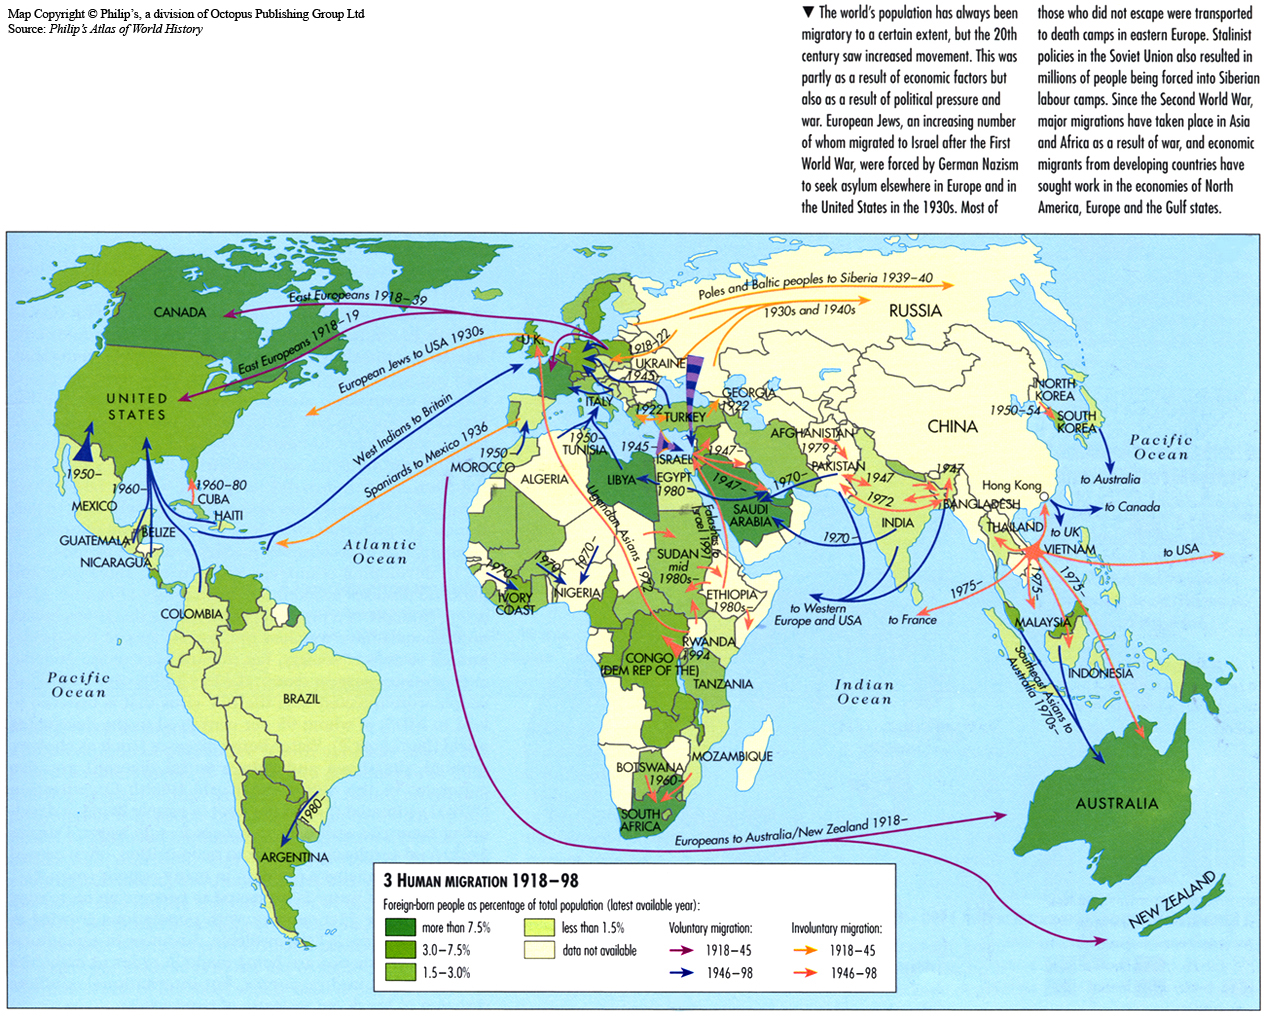 Map Copyright © Philip's, a division of Octopus Publishing Group Ltd
Source: Philip's Atlas of World History
▼ The world's population has always been
migratory to a certain extent, but the 20th
century saw increased movement. This was
partly as a result of economic factors but
also as a result of political pressure and
war. European Jews, an increasing number
of whom migrated to Israel after the First
World War, were forced by German Nazism
to seek asylum elsewhere in Europe and in
the United States in the 1930s. Most of
those who did not escape were transported
to death camps in eastern Europe. Stalinist
policies in the Soviet Union also resulted in
millions of people being forced into Siberian
labour camps. Since the Second World War,
major migrations have taken place in Asia
and Africa as a result of war, and economic
migrants from developing countries have
sought work in the economies of North
America, Europe and the Gulf states.
CANADA
East Europeans 1918–39
East Europeans 1918–19
European Jews to USA 1930s
West Indians to Britain
Spaniards to Mexico 1936
UNITED
STATES
1950–
MEXICO
1960–
1960–80
CUBA
HAITI
BELIZE
GUATEMALA
NICARAGUA
COLOMBIA
BRAZIL
1980–
ARGENTINA
Atlantic
Ocean
Pacific
Ocean
U.K.
Poles and Baltic peoples to Siberia 1939–40
1930s and 1940s
RUSSIA
1918–22
UKRAINE
1945
ITALY
1922
TURKEY
GEORGIA
1922
1950–
MOROCCO
1950–
TUNISIA
1945–
ISRAEL
1947–
ALGERIA
LIBYA
EGYPT
1980
1947–
SAUDI
ARABIA
1970–
AFGHANISTAN
1979–
PAKISTAN
1947
1972
1947
BANGLADESH
INDIA
1970–
CHINA
NORTH
KOREA
1950–54
SOUTH
KOREA
Pacific
Ocean
to Australia
Hong Kong
to Canada
to UK
THAILAND
VIETNAM
to USA
1975–
to France
1975–
1975–
MALAYSIA
INDONESIA
Southeast Asians to
Australia 1970s–
to Western
Europe and USA
Indian
Ocean
Ugandan Asians 1972
Falashas to
Israel 1991
SUDAN
mid
1980s–
ETHIOPIA
1980s–
1970–
1970–
1970–
IVORY
COAST
NIGERIA
RWANDA
1994
CONGO
(DEM REP OF THE)
TANZANIA
MOZAMBIQUE
BOTSWANA
1960–
SOUTH
AFRICA
Europeans to Australia/New Zealand 1918–
AUSTRALIA
NEW ZEALAND
3 HUMAN MIGRATION 1918–98
Foreign-born people as percentage of total population (latest available year):
more than 7.5%
3.0–7.5%
1.5–3.0%
less than 1.5%
data not available
Voluntary migration:
1918–45
1946–98
Involuntary migration:
1918–45
1946–98